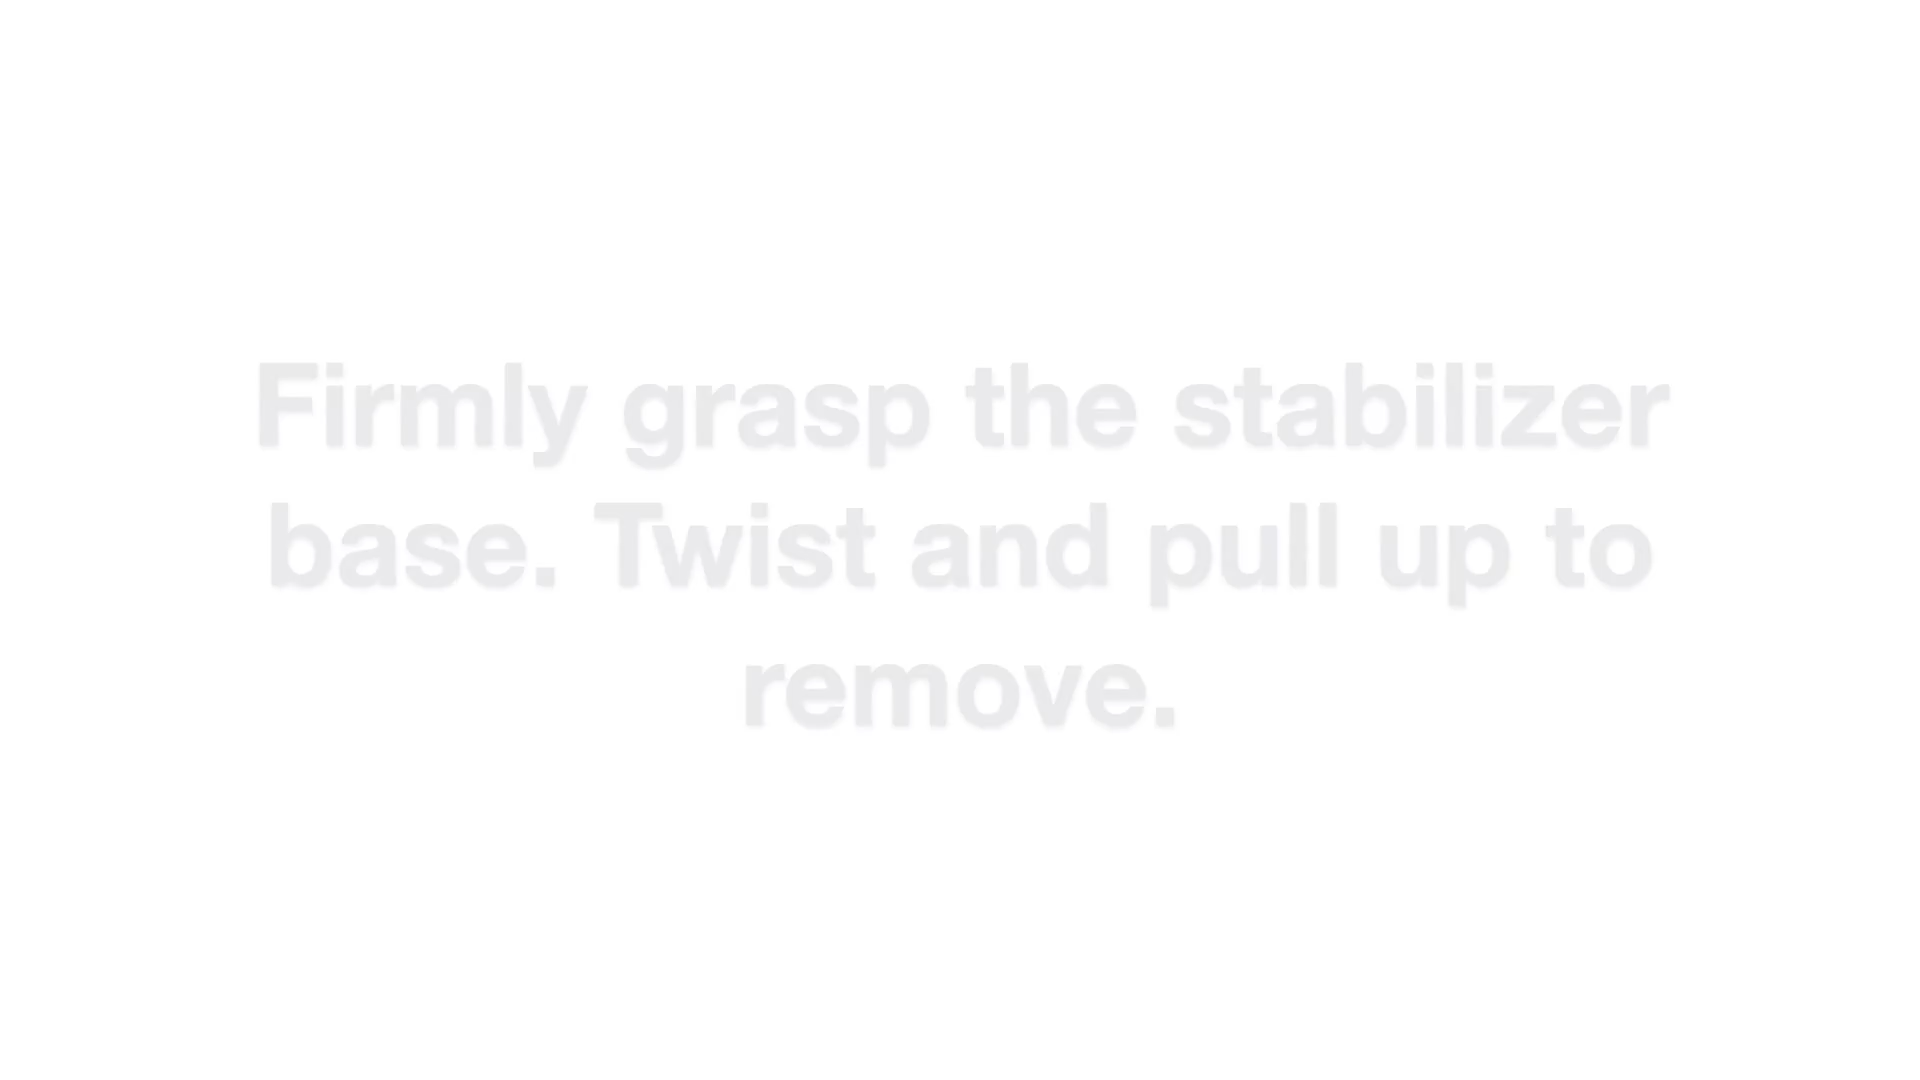 Firmly grasp the stabilizer
base. Twist and pull up to
remove.